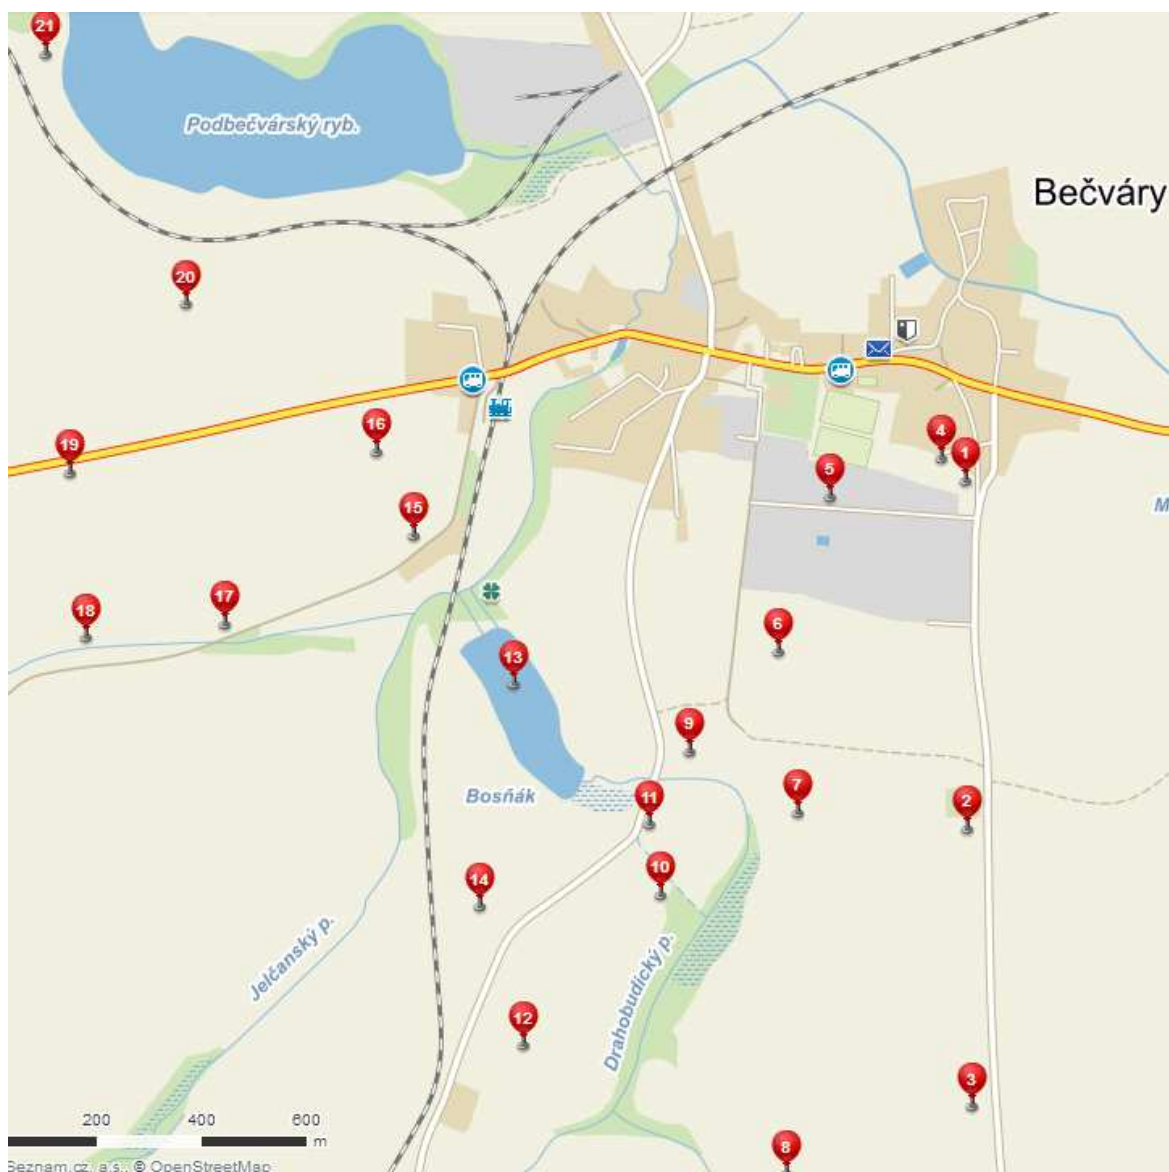 21
Podbečvárský ryb.
Bečváry
20
4
19
16
1
5
M
15
17
18
6
13
9
7
Bosňák
11
2
14
10
Jelčanský p.
Drahobudický p.
12
3
200 400 600
m
8
Seznam.cz, a.s., © OpenStreetMap